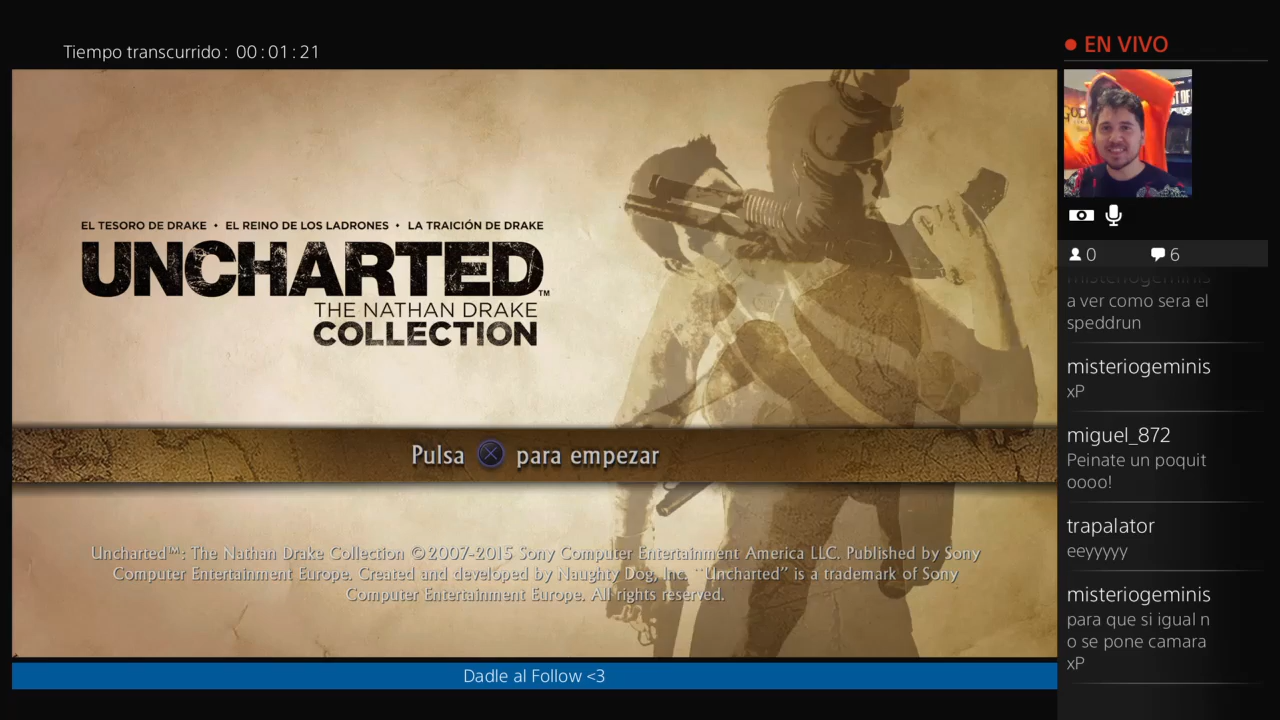 Tiempo transcurrido: 00:01:21
EL TESORO DE DRAKE • EL REINO DE LOS LADRONES • LA TRAICIÓN DE DRAKE
UNCHARTED™
THE NATHAN DRAKE
COLLECTION
Pulsa para empezar
Uncharted™: The Nathan Drake Collection ©2007-2015 Sony Computer Entertainment America LLC. Published by Sony
Computer Entertainment Europe. Created and developed by Naughty Dog, Inc. "Uncharted" is a trademark of Sony
Computer Entertainment Europe. All rights reserved.
Dadle al Follow <3
EN VIVO
0 6
misteriogeminis
a ver como sera el
speddrun
misteriogeminis
xP
miguel_872
Peinate un poquit
oooo!
trapalator
eeyyyyy
misteriogeminis
para que si igual n
o se pone camara
xP